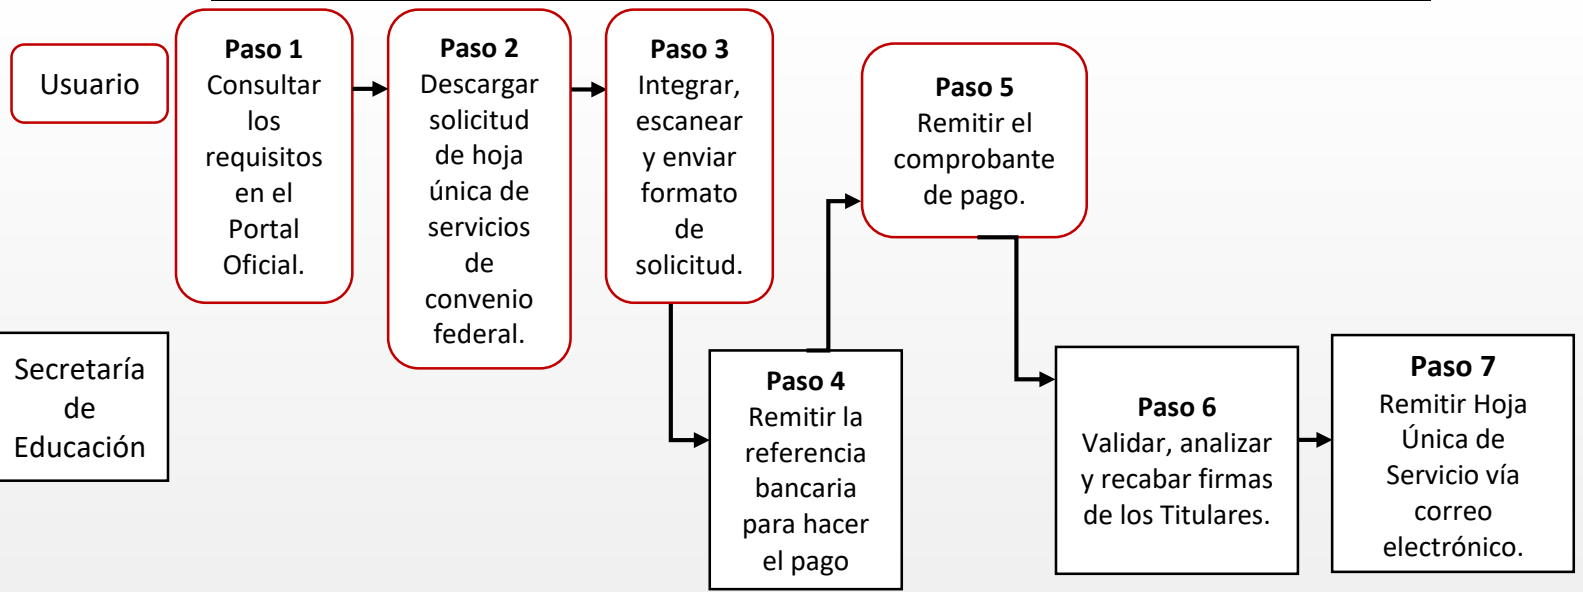 Usuario
Paso 1
Consultar
los
requisitos
en el
Portal
Oficial.
Paso 2
Descargar
solicitud
de hoja
única de
servicios
de
convenio
federal.
Paso 3
Integrar,
escanear
y enviar
formato
de
solicitud.
Paso 5
Remitir el
comprobante
de pago.
Secretaría
de
Educación
Paso 4
Remitir la
referencia
bancaria
para hacer
el pago
Paso 6
Validar, analizar
y recabar firmas
de los Titulares.
Paso 7
Remitir Hoja
Única de
Servicio vía
correo
electrónico.